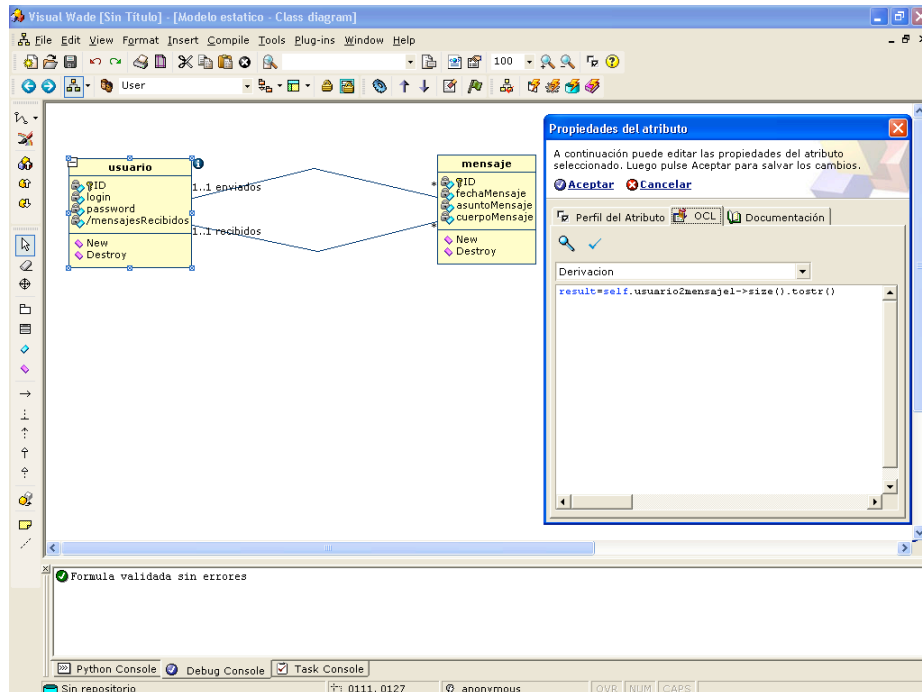 Visual Wade [Sin Título] - [Modelo estatico - Class diagram]
File Edit View Format Insert Compile Tools Plug-ins Window Help
100
User
usuario
ID
login
password
/mensajesRecibidos
New
Destroy
1..1 enviados
1..1 recibidos
*
*
mensaje
ID
fechaMensaje
asuntoMensaje
cuerpoMensaje
New
Destroy
Propiedades del atributo
A continuación puede editar las propiedades del atributo
seleccionado. Luego pulse Aceptar para salvar los cambios.
Aceptar Cancelar
Perfil del Atributo OCL Documentación
Derivacion
result=self.usuario2mensaje1->size().tostr()
Formula validada sin errores
Python Console Debug Console Task Console
Sin repositorio 0111, 0127 anonymous OVR NUM CAPS